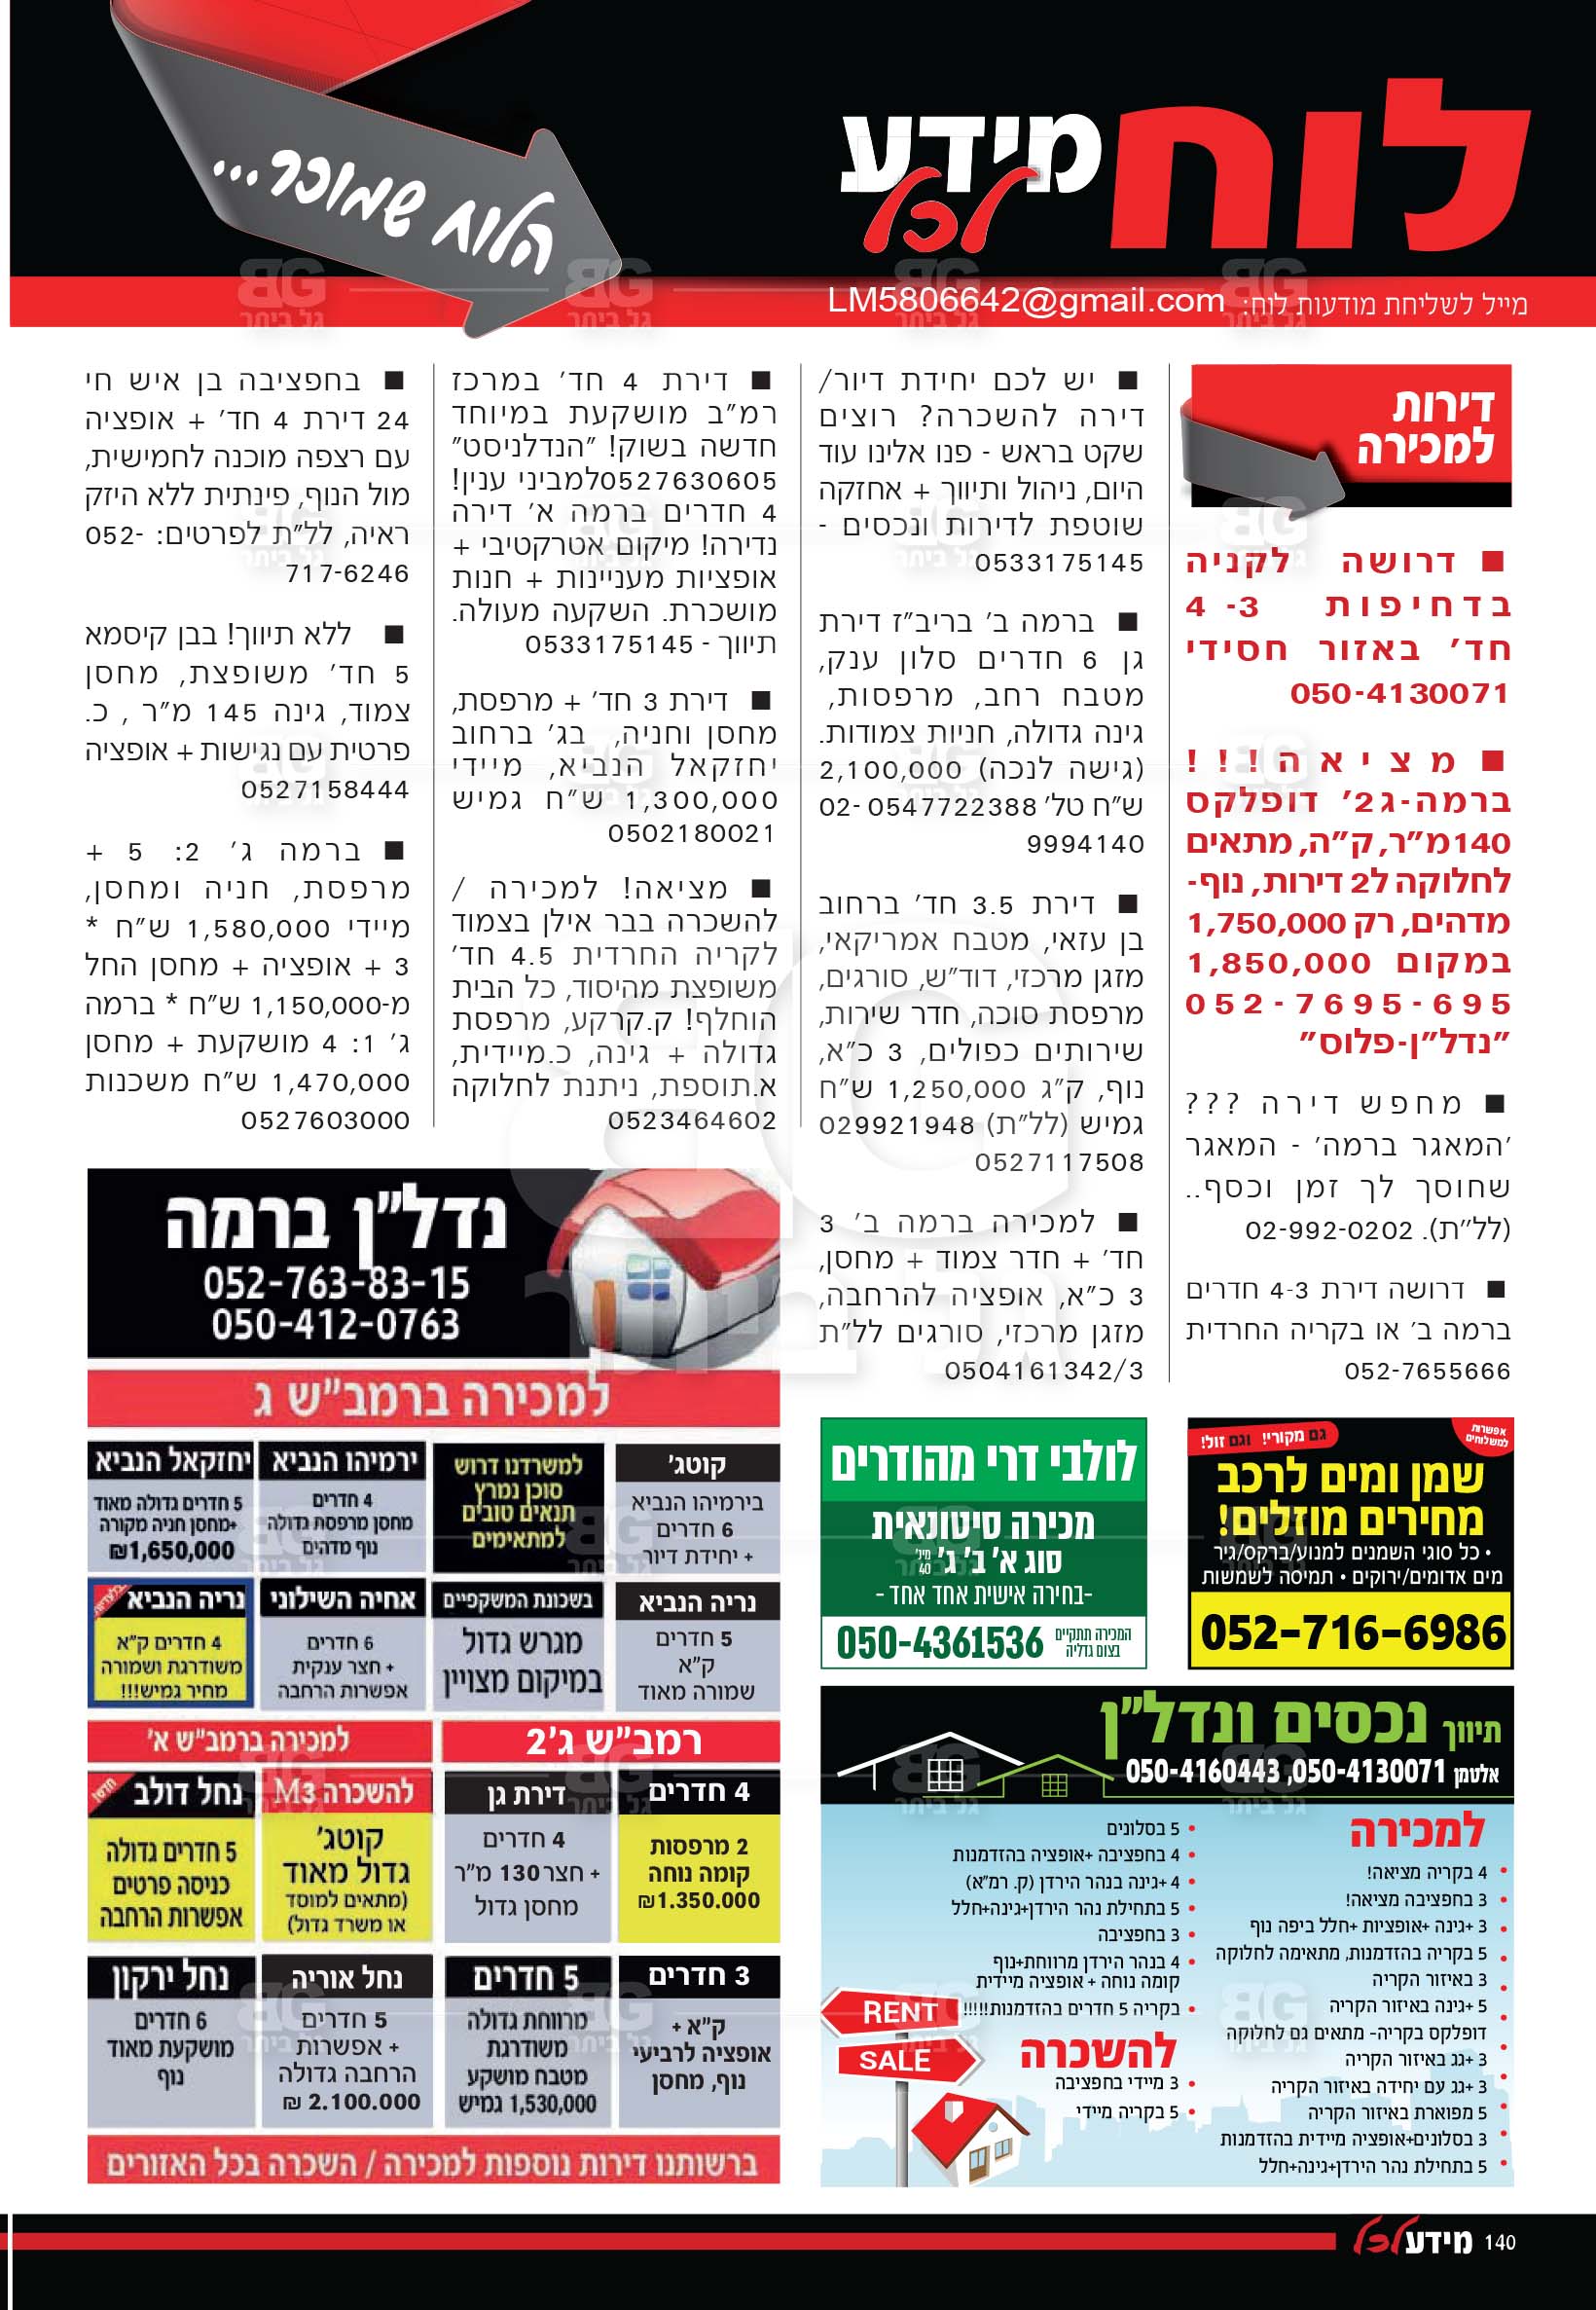 לוח
מידע
לכל
הלוח שמוכר...
מייל לשליחת מודעות לוח: LM5806642@gmail.com
דירות
למכירה
■ דרושה לקניה
בדחיפות 3- 4
חד' באזור חסידי
050-4130071
■ מציאה!!!
ברמה-ג2' דופלקס
140מ"ר, ק"ה, מתאים
לחלוקה ל2 דירות, נוף-
מדהים, רק 1,750,000
במקום 1,850,000
052-7695-695
"נדל"ן-פלוס"
■ מחפש דירה ???
'המאגר ברמה' - המאגר
שחוסך לך זמן וכסף..
(לל"ת). 02-992-0202
■ דרושה דירת 4-3 חדרים
ברמה ב' או בקריה החרדית
052-7655666
■ יש לכם יחידת דיור/
דירה להשכרה? רוצים
שקט בראש - פנו אלינו עוד
היום, ניהול ותיווך + אחזקה
שוטפת לדירות ונכסים -
0533175145
■ ברמה ב' בריב"ז דירת
גן 6 חדרים סלון ענק,
מטבח רחב, מרפסות,
גינה גדולה, חניות צמודות.
(גישה לנכה) 2,100,000
ש"ח טל' 0547722388 02-
9994140
■ דירת 3.5 חד' ברחוב
בן עזאי, מטבח אמריקאי,
מזגן מרכזי, דוד"ש, סורגים,
מרפסת סוכה, חדר שירות,
שירותים כפולים, 3 כ"א,
נוף, ק"ג 1,250,000 ש"ח
גמיש (לל"ת) 029921948
0527117508
■ למכירה ברמה ב' 3
חד' + חדר צמוד + מחסן,
3 כ"א, אופציה להרחבה,
מזגן מרכזי, סורגים לל"ת
0504161342/3
■ דירת 4 חד' במרכז
רמ"ב מושקעת במיוחד
חדשה בשוק! "הנדלניסט"
0527630605למביני ענין!
4 חדרים ברמה א' דירה
נדירה! מיקום אטרקטיבי +
אופציות מעניינות + חנות
מושכרת. השקעה מעולה.
תיווך - 0533175145
■ דירת 3 חד' + מרפסת,
מחסן וחניה, בג' ברחוב
יחזקאל הנביא, מיידי
1,300,000 ש"ח גמיש
0502180021
■ מציאה! למכירה /
להשכרה בבר אילן בצמוד
לקריה החרדית 4.5 חד'
משופצת מהיסוד, כל הבית
הוחלף! ק.קרקע, מרפסת
גדולה + גינה, כ.מיידית,
א.תוספת, ניתנת לחלוקה
0523464602
■ בחפציבה בן איש חי
24 דירת 4 חד' + אופציה
עם רצפה מוכנה לחמישית,
מול הנוף, פינתית ללא היזק
ראיה, לל"ת לפרטים: 052-
717-6246
■ ללא תיווך! בבן קיסמא
5 חד' משופצת, מחסן
צמוד, גינה 145 מ"ר , כ.
פרטית עם נגישות + אופציה
0527158444
■ ברמה ג' 2: 5 +
מרפסת, חניה ומחסן,
מיידי 1,580,000 ש"ח *
3 + אופציה + מחסן החל
מ-1,150,000 ש"ח * ברמה
ג' 1: 4 מושקעת + מחסן
1,470,000 ש"ח משכנות
0527603000
אפשרות
למשלוחים
גם מקורי! וגם זול!
שמן ומים לרכב
מחירים מוזלים!
• כל סוגי השמנים למנוע/ברקס/גיר
מים אדומים/ירוקים • תמיסה לשמשות
052-716-6986
לולבי דרי מהודרים
מכירה סיטונאית
סוג א' ב' ג' מיני 40
-בחירה אישית אחד אחד -
המכירה תתקיים
בצום גדליה
050-4361536
תיווך נכסים ונדל"ן
אלטמן 050-4130071, 050-4160443
למכירה
• 4 בקריה מציאה!
• 3 בחפציבה מציאה!
• 3 +גינה +אופציות +חלל ביפה נוף
• 5 בקריה בהזדמנות, מתאימה לחלוקה
• 3 באיזור הקריה
• 5 +גינה באיזור הקריה
• דופלקס בקריה- מתאים גם לחלוקה
• 3 +גג באיזור הקריה
• 3 +גג עם יחידה באיזור הקריה
• 5 מפוארת באיזור הקריה
• 3 בסלונים+אופציה מיידית בהזדמנות
• 5 בתחילת נהר הירדן+גינה+חלל
• 5 בסלונים
• 4 בחפציבה +אופציה בהזדמנות
• 4 +גינה בנהר הירדן (ק. רמ"א)
• 5 בתחילת נהר הירדן+גינה+חלל
• 3 בחפציבה
• 4 בנהר הירדן מרווחת+נוף
קומה נוחה + אופציה מיידית
• בקריה 5 חדרים בהזדמנות!!!!!
להשכרה
• 3 מיידי בחפציבה
• 5 בקריה מיידי
RENT
SALE
נדל"ן ברמה
052-763-83-15
050-412-0763
למכירה ברמב"ש ג
קוטג'
בירמיהו הנביא
6 חדרים
+ יחידת דיור
למשרדנו דרוש
סוכן נמרץ
תנאים טובים
למתאימים
ירמיהו הנביא
4 חדרים
מחסן מרפסת גדולה
נוף מדהים
יחזקאל הנביא
5 חדרים גדולה מאוד
+מחסן חניה מקורה
1,650,000₪
נריה הנביא
5 חדרים
ק"א
שמורה מאוד
בשכונת המשקפיים
מגרש גדול
במיקום מצויין
אחיה השילוני
6 חדרים
+ חצר ענקית
אפשרות הרחבה
בלעדיות
נריה הנביא
4 חדרים ק"א
משודרגת ושמורה
מחיר גמיש!!!
רמב"ש ג'2
4 חדרים
2 מרפסות
קומה נוחה
1.350.000₪
דירת גן
4 חדרים
+ חצר 130 מ"ר
מחסן גדול
3 חדרים
ק"א +
אופציה לרביעי
נוף, מחסן
5 חדרים
מרווחת גדולה
משודרגת
מטבח מושקע
1,530,000 גמיש
למכירה ברמב"ש א'
להשכרה M3
קוטג'
גדול מאוד
(מתאים למוסד
או משרד גדול)
חדש!
נחל דולב
5 חדרים גדולה
כניסה פרטים
אפשרות הרחבה
נחל אוריה
5 חדרים
+ אפשרות
הרחבה גדולה
2.100.000 ₪
נחל ירקון
6 חדרים
מושקעת מאוד
נוף
ברשותנו דירות נוספות למכירה / השכרה בכל האזורים
140 מידע לכל
BG
גל ביתר